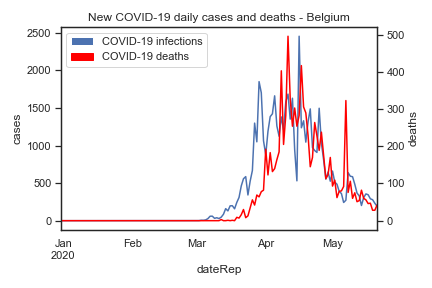 New COVID-19 daily cases and deaths - Belgium
COVID-19 infections
COVID-19 deaths
2500
2000
1500
1000
500
0
cases
500
400
300
200
100
0
deaths
Jan
2020
Feb
Mar
Apr
May
dateRep